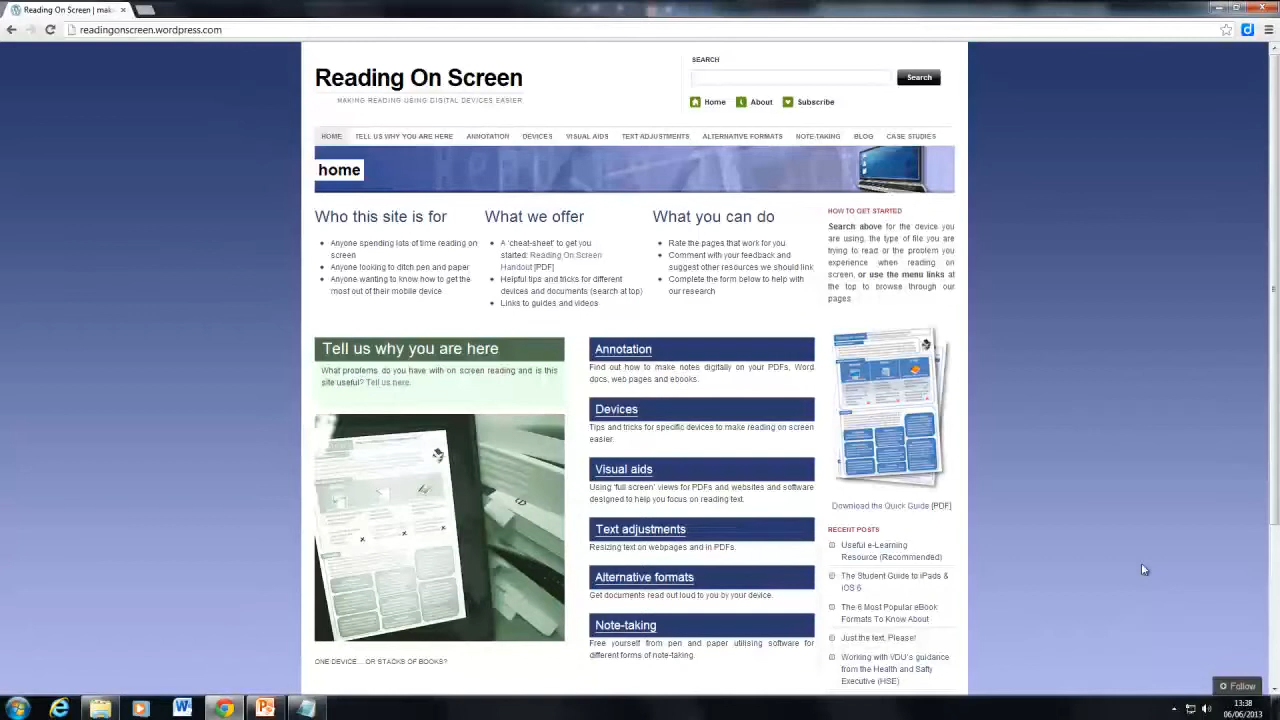 Reading On Screen | mak
readingonscreen.wordpress.com
Reading On Screen
MAKING READING USING DIGITAL DEVICES EASIER
SEARCH
Search
Home
About
Subscribe
HOME TELL US WHY YOU ARE HERE ANNOTATION DEVICES VISUAL AIDS TEXT ADJUSTMENTS ALTERNATIVE FORMATS NOTE-TAKING BLOG CASE STUDIES
home
Who this site is for
Anyone spending lots of time reading on
screen
Anyone looking to ditch pen and paper
Anyone wanting to know how to get the
most out of their mobile device
What we offer
A 'cheat-sheet' to get you
started: Reading On Screen
Handout [PDF]
Helpful tips and tricks for different
devices and documents (search at top)
Links to guides and videos
What you can do
Rate the pages that work for you
Comment with your feedback and
suggest other resources we should link
Complete the form below to help with
our research
HOW TO GET STARTED
Search above for the device you
are using, the type of file you are
trying to read or the problem you
experience when reading on
screen, or use the menu links at
the top to browse through our
pages
Tell us why you are here
What problems do you have with on screen reading and is this
site useful? Tell us here.
ONE DEVICE... OR STACKS OF BOOKS?
Annotation
Find out how to make notes digitally on your PDFs, Word
docs, web pages and ebooks.
Devices
Tips and tricks for specific devices to make reading on screen
easier.
Visual aids
Using 'full screen' views for PDFs and websites and software
designed to help you focus on reading text.
Text adjustments
Resizing text on webpages and in PDFs.
Alternative formats
Get documents read out loud to you by your device.
Note-taking
Free yourself from pen and paper utilising software for
different forms of note-taking.
Download the Quick Guide [PDF]
RECENT POSTS
Useful e-Learning
Resource (Recommended)
The Student Guide to iPads &
iOS 6
The 6 Most Popular eBook
Formats To Know About
Just the text, Please!
Working with VDU's guidance
from the Health and Safty
Executive (HSE)
Follow
13:38
06/06/2013